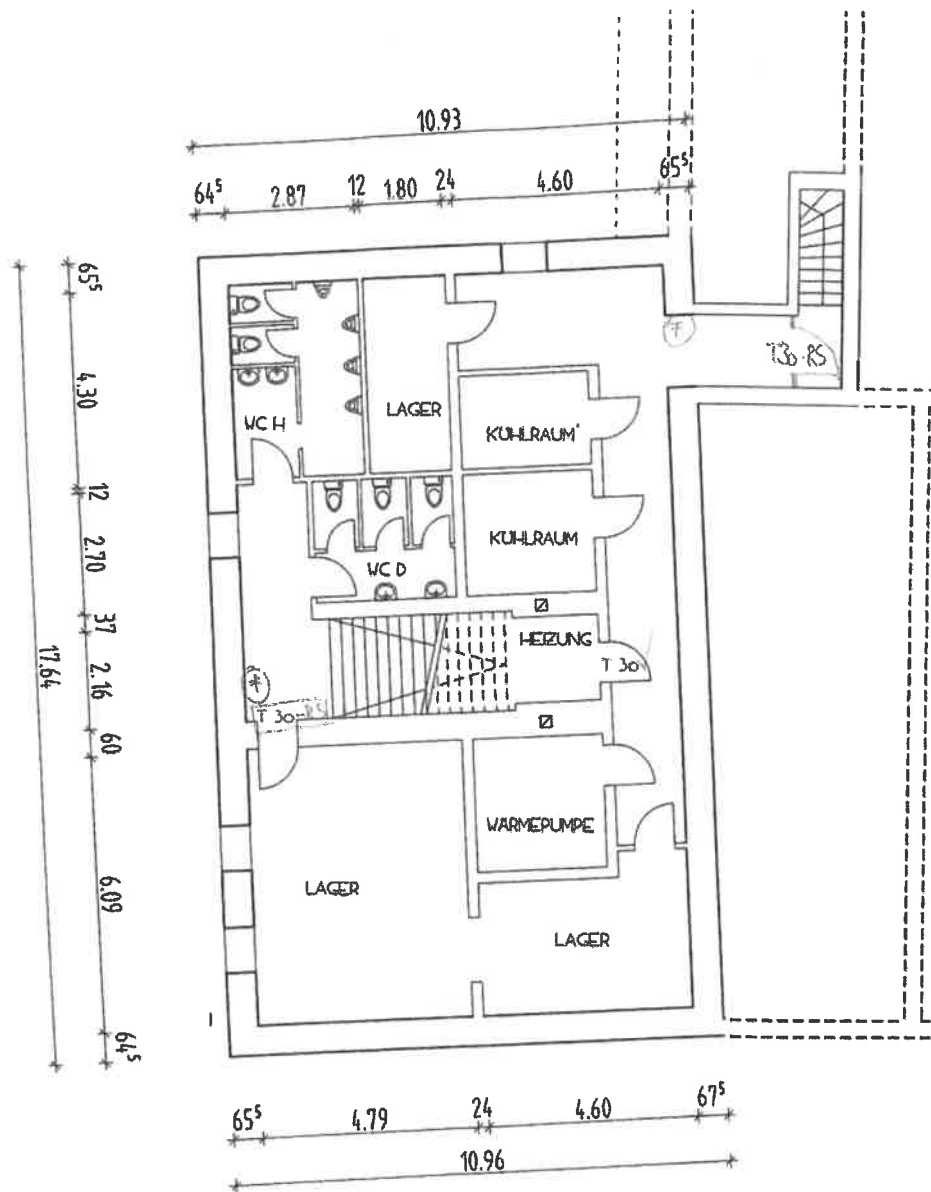 10.93
64⁵ 2.87 12 1.80 24 4.60 65⁵
65⁵
4.30
12
2.70
37
2.16
60
6.09
64⁵
17.64
T30-RS
LAGER
WC H
KÜHLRAUM
KÜHLRAUM
WC D
HEIZUNG
T 30
T 30-RS
WÄRMEPUMPE
LAGER
LAGER
65⁵ 4.79 24 4.60 67⁵
10.96